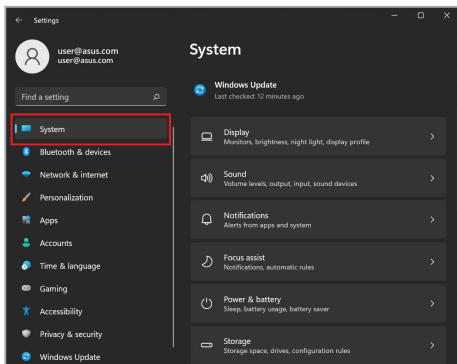 Settings
user@asus.com
user@asus.com
Find a setting
System
Bluetooth & devices
Network & internet
Personalization
Apps
Accounts
Time & language
Gaming
Accessibility
Privacy & security
Windows Update
System
Windows Update
Last checked: 12 minutes ago
Display
Monitors, brightness, night light, display profile
Sound
Volume levels, output, input, sound devices
Notifications
Alerts from apps and system
Focus assist
Notifications, automatic rules
Power & battery
Sleep, battery usage, battery saver
Storage
Storage space, drives, configuration rules